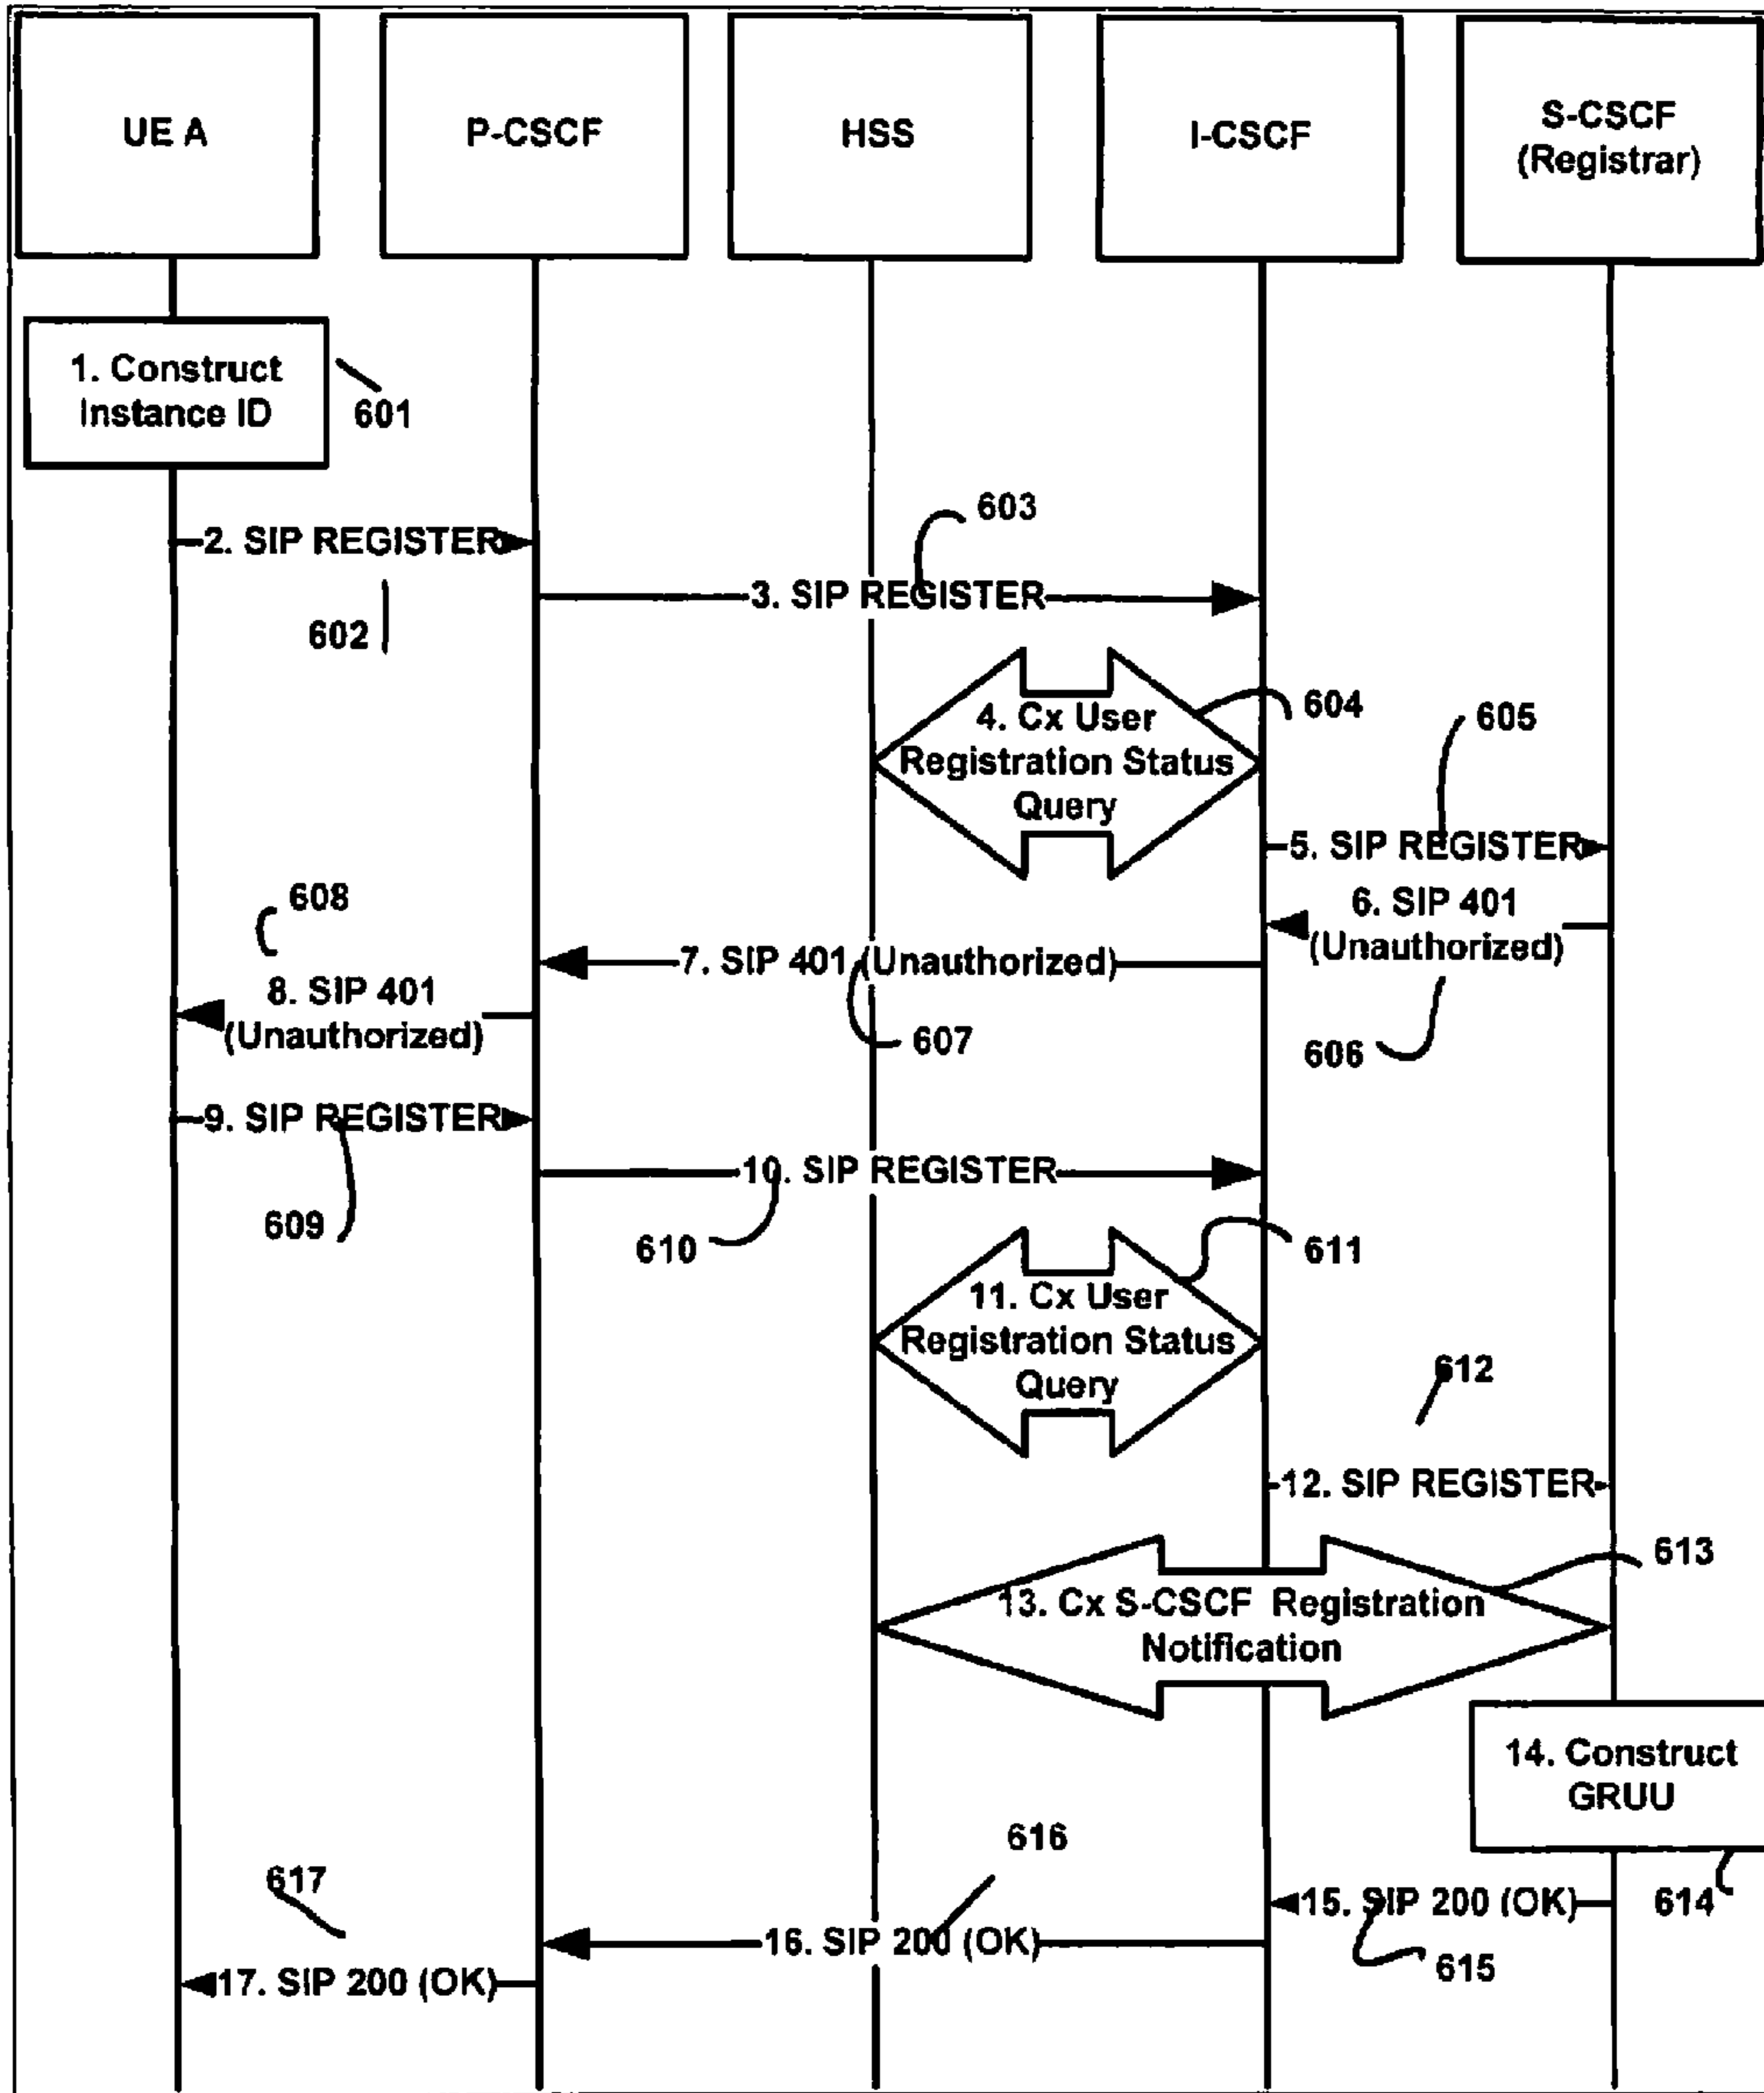 UE A
P-CSCF
HSS
I-CSCF
S-CSCF
(Registrar)
1. Construct
Instance ID
601
2. SIP REGISTER
602
603
3. SIP REGISTER
4. Cx User
Registration Status
Query
604
605
5. SIP REGISTER
6. SIP 401
(Unauthorized)
606
7. SIP 401 (Unauthorized)
607
608
8. SIP 401
(Unauthorized)
9. SIP REGISTER
609
10. SIP REGISTER
610
11. Cx User
Registration Status
Query
611
612
12. SIP REGISTER
13. Cx S-CSCF Registration
Notification
613
14. Construct
GRUU
614
15. SIP 200 (OK)
615
616
16. SIP 200 (OK)
617
17. SIP 200 (OK)